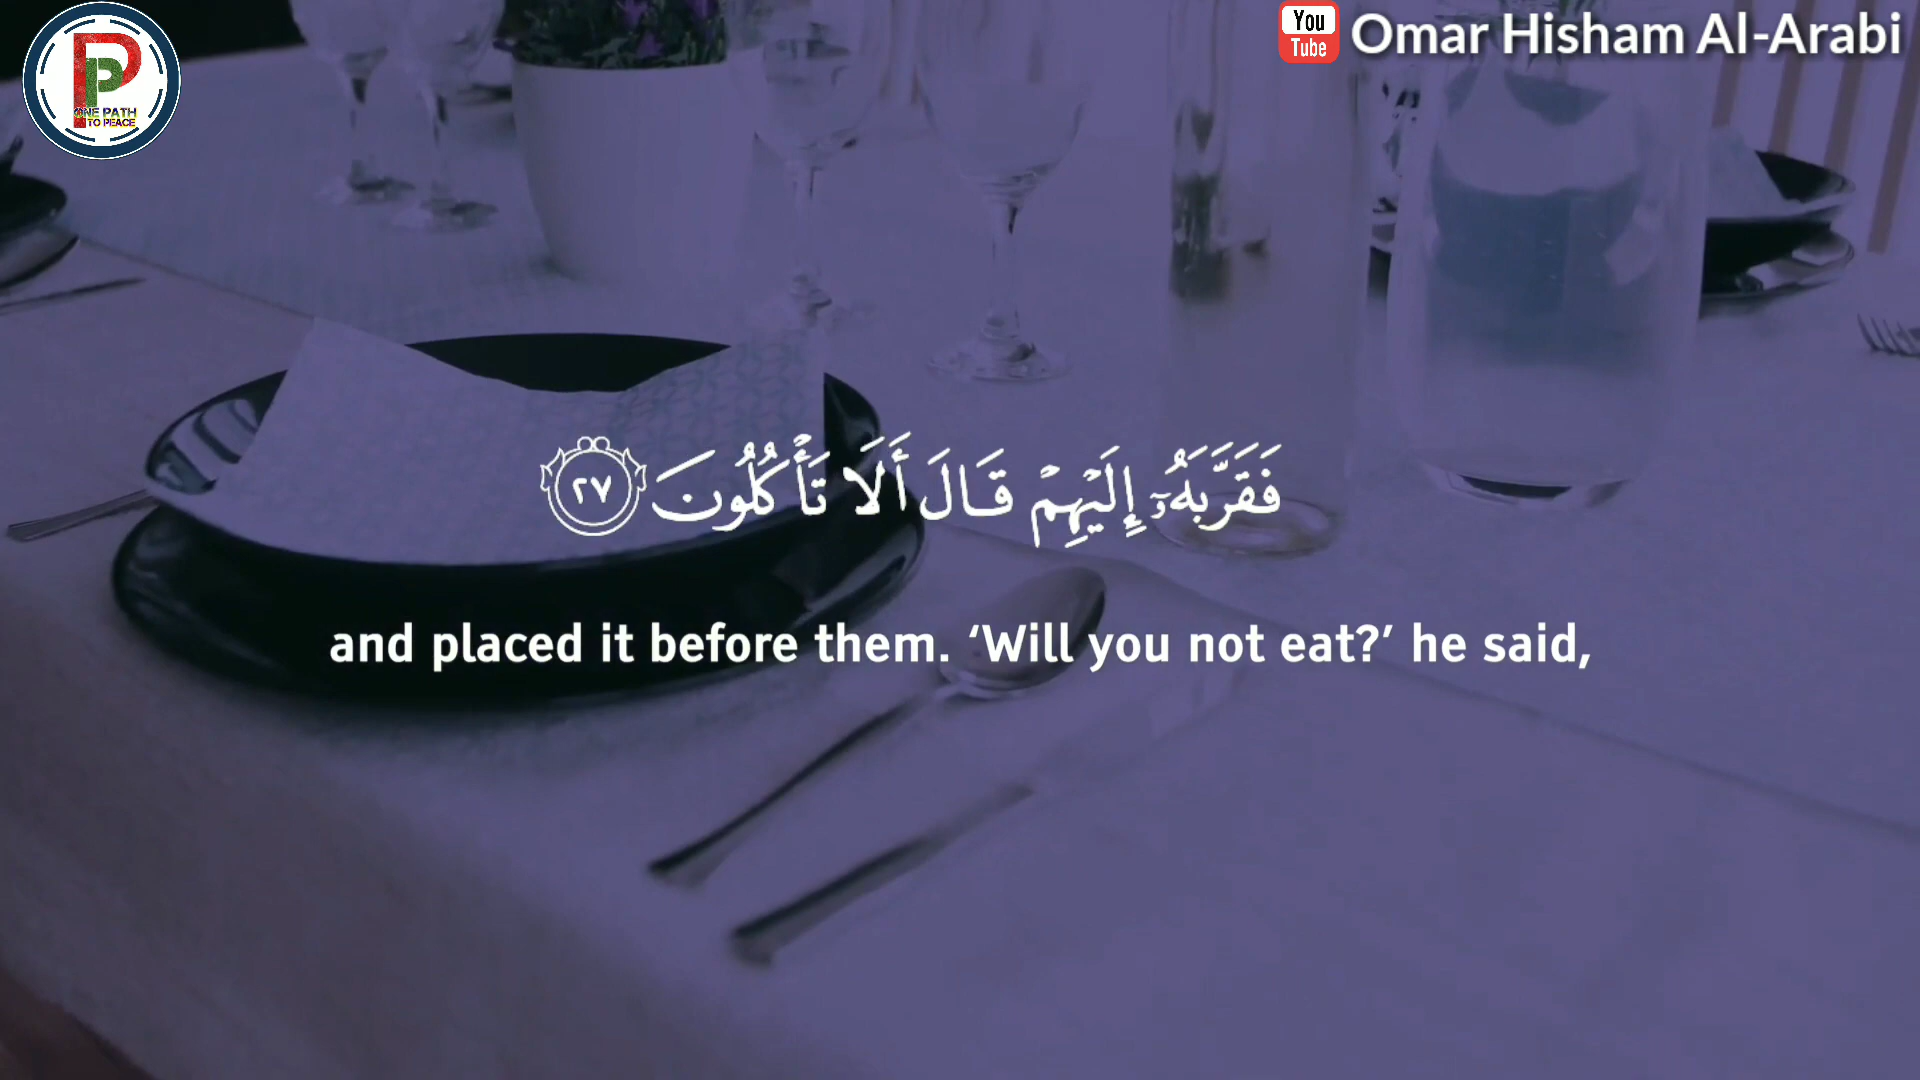 ONE PATH
TO PEACE
You
Tube
Omar Hisham Al-Arabi
فَقَرَّبَهُۥٓ إِلَيْهِمْ قَالَ أَلَا تَأْكُلُونَ ٢٧
and placed it before them. ‘Will you not eat?’ he said,